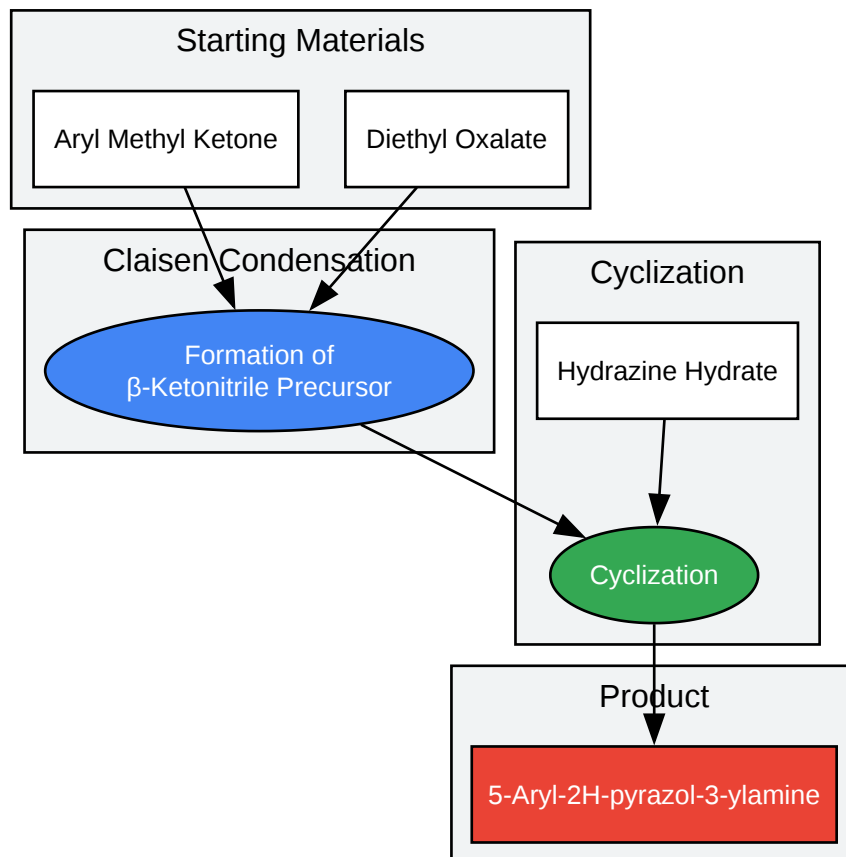 Starting Materials
Aryl Methyl Ketone
Diethyl Oxalate
Claisen Condensation
Formation of
β-Ketonitrile Precursor
Cyclization
Hydrazine Hydrate
Cyclization
Product
5-Aryl-2H-pyrazol-3-ylamine